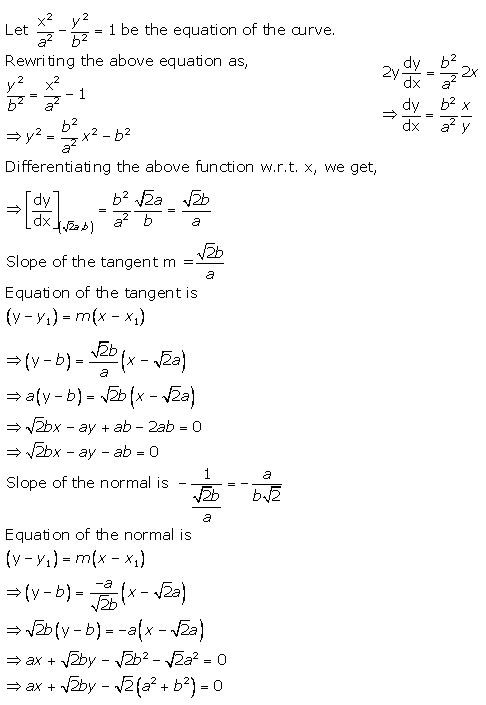 Let x²/a² − y²/b² = 1 be the equation of the curve.
Rewriting the above equation as,
y²/b² = x²/a² − 1
⇒ y² = b²/a² x² − b²
2y dy/dx = b²/a² 2x
⇒ dy/dx = b²/a² x/y
Differentiating the above function w.r.t. x, we get,
⇒ [dy/dx](√2a,b) = b²/a² √2a/b = √2b/a
Slope of the tangent m = √2b/a
Equation of the tangent is
(y − y₁) = m(x − x₁)
⇒ (y − b) = √2b/a (x − √2a)
⇒ a(y − b) = √2b(x − √2a)
⇒ √2bx − ay + ab − 2ab = 0
⇒ √2bx − ay − ab = 0
Slope of the normal is − 1/(√2b/a) = − a/(b√2)
Equation of the normal is
(y − y₁) = m(x − x₁)
⇒ (y − b) = −a/√2b (x − √2a)
⇒ √2b(y − b) = −a(x − √2a)
⇒ ax + √2by − √2b² − √2a² = 0
⇒ ax + √2by − √2(a² + b²) = 0